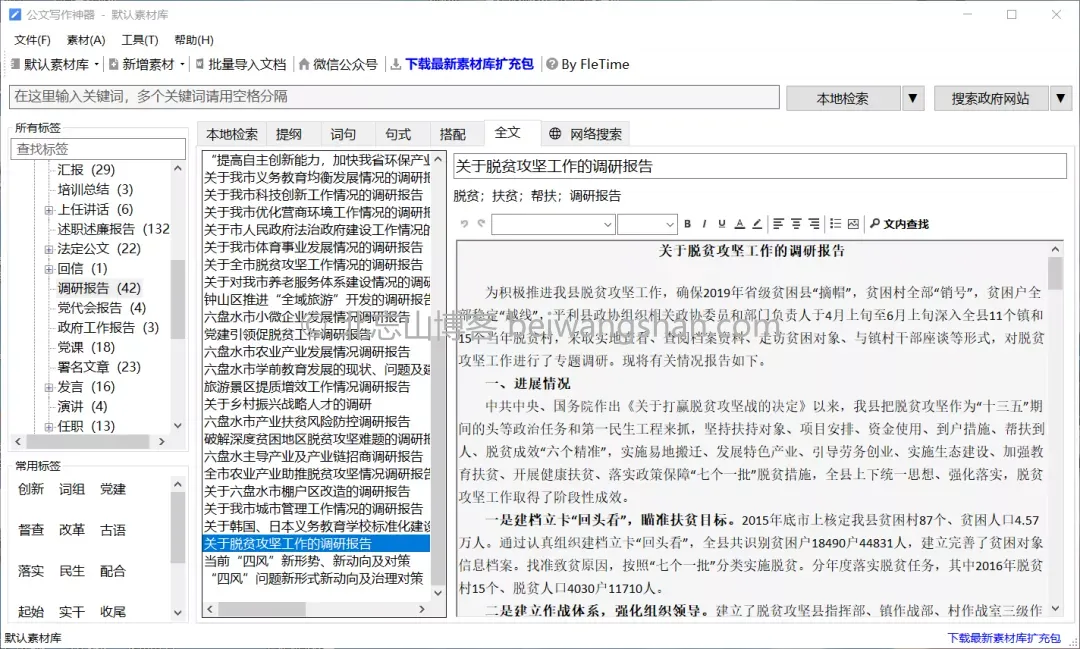 公文写作神器 - 默认素材库
文件(F) 素材(A) 工具(T) 帮助(H)
默认素材库 新增素材 批量导入文档 微信公众号 下载最新素材库扩充包 By FleTime
在这里输入关键词，多个关键词请用空格分隔
本地检索
搜索政府网站
所有标签
查找标签
汇报 (29)
培训总结 (3)
上任讲话 (6)
述职述廉报告 (132
法定公文 (22)
回信 (1)
调研报告 (42)
党代会报告 (4)
政府工作报告 (3)
党课 (18)
署名文章 (23)
发言 (16)
演讲 (4)
任职 (13)
常用标签
创新 词组 党建
督查 改革 古语
落实 民生 配合
起始 实干 收尾
本地检索 提纲 词句 句式 搭配 全文 网络搜索
“提高自主创新能力，加快我省环保产业
关于我市义务教育均衡发展情况的调研报
关于我市科技创新工作情况的调研报告
关于我市优化营商环境工作情况的调研报
关于市人民政府法治政府建设工作情况的
关于我市体育事业发展情况的调研报告
关于全市脱贫攻坚工作情况的调研报告
关于对我市养老服务体系建设情况的调研
钟山区推进“全域旅游”开发的调研报告
六盘水市小微企业发展情况调研报告
党建引领促脱贫工作调研报告
六盘水市农业产业发展情况调研报告
六盘水市学前教育发展的现状、问题及建
旅游景区提质增效工作情况调研报告
关于乡村振兴战略人才的调研
六盘水市产业扶贫风险防控调研报告
破解深度贫困地区脱贫攻坚难题的调研报
六盘水主导产业及产业链招商调研报告
全市农业产业助推脱贫攻坚情况调研报告
关于六盘水市棚户区改造的调研报告
关于我市城市管理工作情况的调研报告
关于韩国、日本义务教育学校标准化建设
关于脱贫攻坚工作的调研报告
当前“四风”新形势、新动向及对策
“四风”问题新形式新动向及治理对策
关于脱贫攻坚工作的调研报告
脱贫；扶贫；帮扶；调研报告
B I U A 文内查找
关于脱贫攻坚工作的调研报告
为积极推进我县脱贫攻坚工作，确保2019年省级贫困县“摘帽”，贫困村全部“销号”，贫困户全
部稳定“越线”，平利县政协组织相关政协委员和部门负责人于4月上旬至6月上旬深入全县11个镇和
15个当年脱贫村，采取实地查看、查阅档案资料、走访贫困对象、与镇村干部座谈等形式，对脱贫
攻坚工作进行了专题调研。现将有关情况报告如下。
一、进展情况
中共中央、国务院作出《关于打赢脱贫攻坚战的决定》以来，我县把脱贫攻坚作为“十三五”期
间的头等政治任务和第一民生工程来抓，坚持扶持对象、项目安排、资金使用、到户措施、帮扶到
人、脱贫成效“六个精准”，实施易地搬迁、发展特色产业、引导劳务创业、实施生态建设、加强教
育扶贫、开展健康扶贫、落实政策保障“七个一批”脱贫措施，全县上下统一思想、强化落实，脱贫
攻坚工作取得了阶段性成效。
一是建档立卡“回头看”，瞄准扶贫目标。2015年底市上核定我县贫困村87个、贫困人口4.57
万人。通过认真组织建档立卡“回头看”，全县共识别贫困户18490户44831人，建立完善了贫困对象
信息档案。找准致贫原因，按照“七个一批”分类实施脱贫。分年度落实脱贫任务，其中2016年脱贫
村15个、脱贫人口4030户11710人。
二是建立作战体系，强化组织领导。建立了脱贫攻坚县指挥部、镇作战部、村作战室三级作
beiwangshap.com
默认素材库
下载最新素材库扩充包